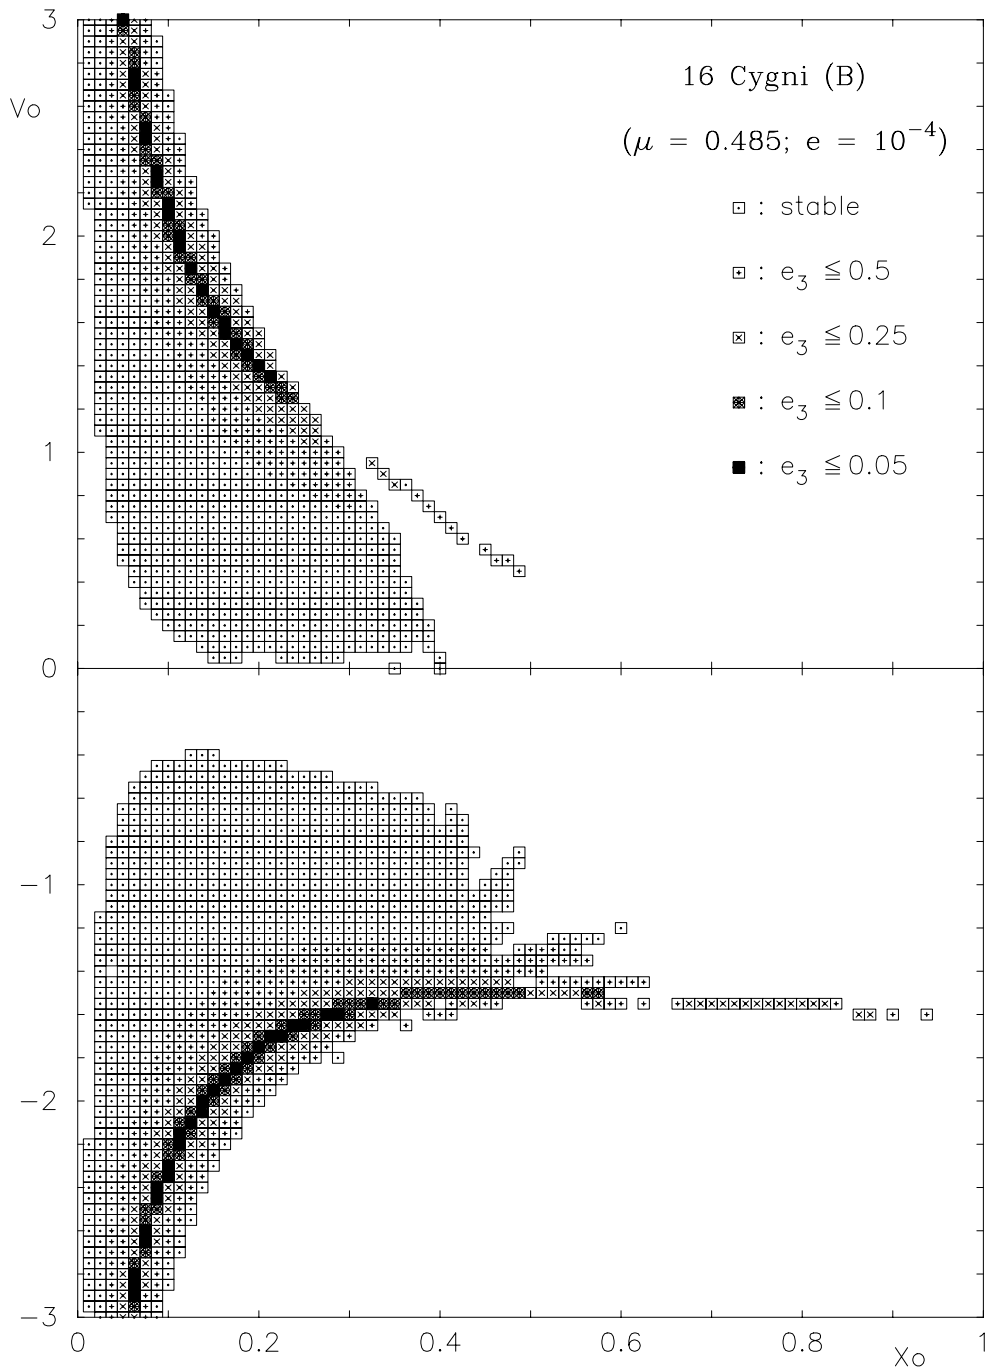 3
16 Cygni (B)
Vo
(μ = 0.485; e = 10⁻⁴)
: stable
2
: e₃ ≦0.5
: e₃ ≦0.25
: e₃ ≦0.1
1
: e₃ ≦0.05
0
−1
−2
−3
0 0.2 0.4 0.6 0.8 1
Xo